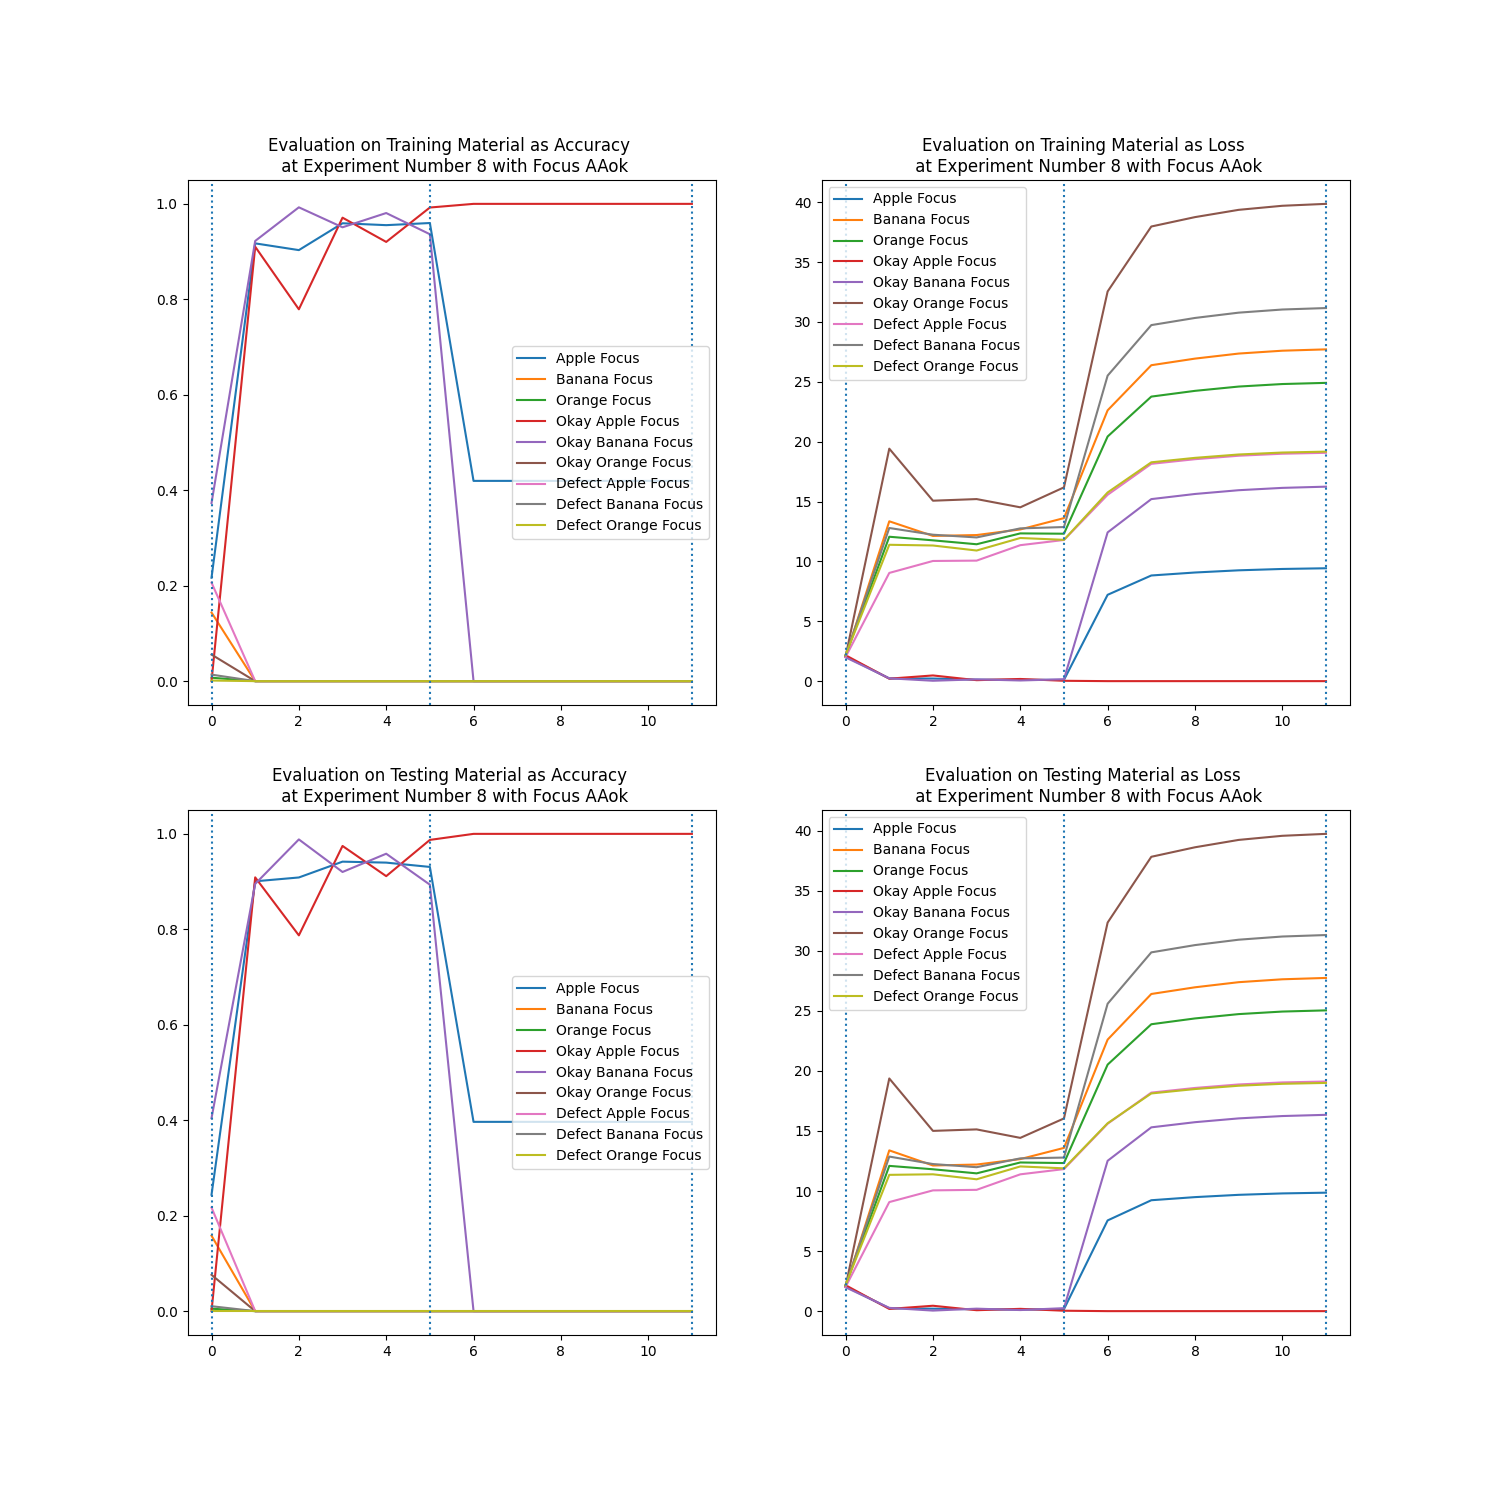 Evaluation on Training Material as Accuracy
at Experiment Number 8 with Focus AAok
1.0
0.8
0.6
0.4
0.2
0.0
0 2 4 6 8 10
Apple Focus
Banana Focus
Orange Focus
Okay Apple Focus
Okay Banana Focus
Okay Orange Focus
Defect Apple Focus
Defect Banana Focus
Defect Orange Focus
Evaluation on Training Material as Loss
at Experiment Number 8 with Focus AAok
40
35
30
25
20
15
10
5
0
0 2 4 6 8 10
Apple Focus
Banana Focus
Orange Focus
Okay Apple Focus
Okay Banana Focus
Okay Orange Focus
Defect Apple Focus
Defect Banana Focus
Defect Orange Focus
Evaluation on Testing Material as Accuracy
at Experiment Number 8 with Focus AAok
1.0
0.8
0.6
0.4
0.2
0.0
0 2 4 6 8 10
Apple Focus
Banana Focus
Orange Focus
Okay Apple Focus
Okay Banana Focus
Okay Orange Focus
Defect Apple Focus
Defect Banana Focus
Defect Orange Focus
Evaluation on Testing Material as Loss
at Experiment Number 8 with Focus AAok
40
35
30
25
20
15
10
5
0
0 2 4 6 8 10
Apple Focus
Banana Focus
Orange Focus
Okay Apple Focus
Okay Banana Focus
Okay Orange Focus
Defect Apple Focus
Defect Banana Focus
Defect Orange Focus